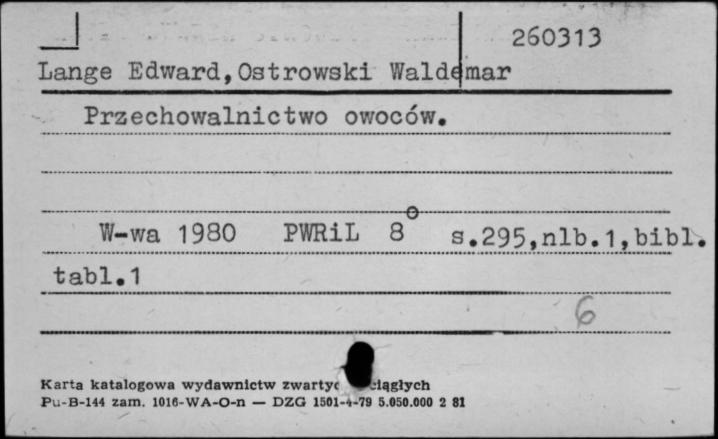 260313
Lange Edward,Ostrowski Waldemar
Przechowalnictwo owoców.
W-wa 1980 PWRiL 8° s.295,nlb.1,bibl.
tabl.1
6
Karta katalogowa wydawnictw zwartyc ciągłych
Pu-B-144 zam. 1016-WA-O-n — DZG 1501-4-79 5.050.000 2 81